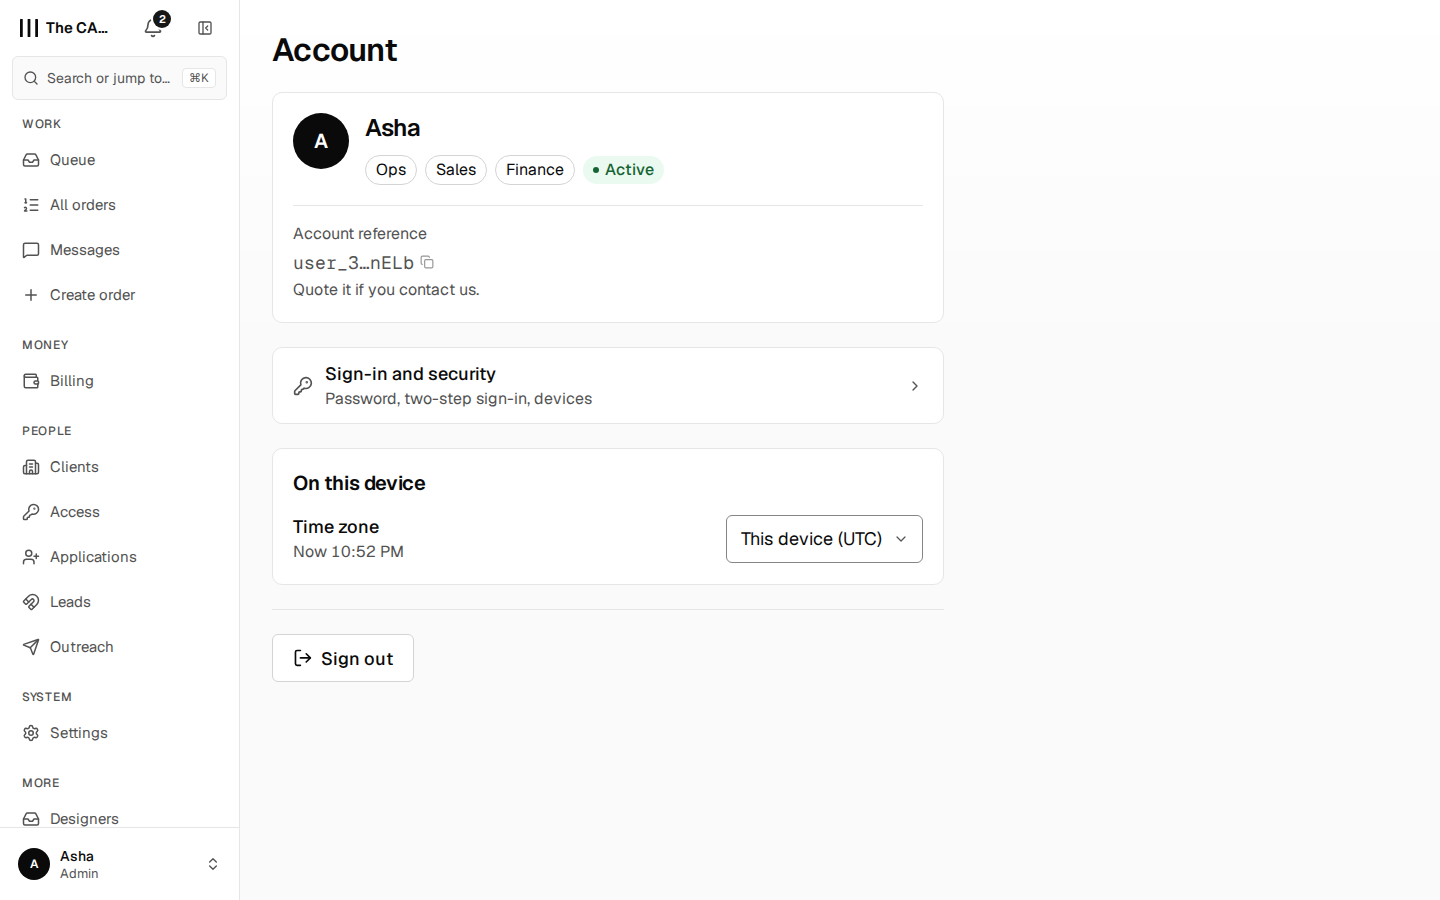 The CA…
2
Search or jump to…
⌘K
WORK
Queue
All orders
Messages
Create order
MONEY
Billing
PEOPLE
Clients
Access
Applications
Leads
Outreach
SYSTEM
Settings
MORE
Designers
A
Asha
Admin
Account
A
Asha
Ops
Sales
Finance
Active
Account reference
user_3…nELb
Quote it if you contact us.
Sign-in and security
Password, two-step sign-in, devices
On this device
Time zone
Now 10:52 PM
This device (UTC)
Sign out